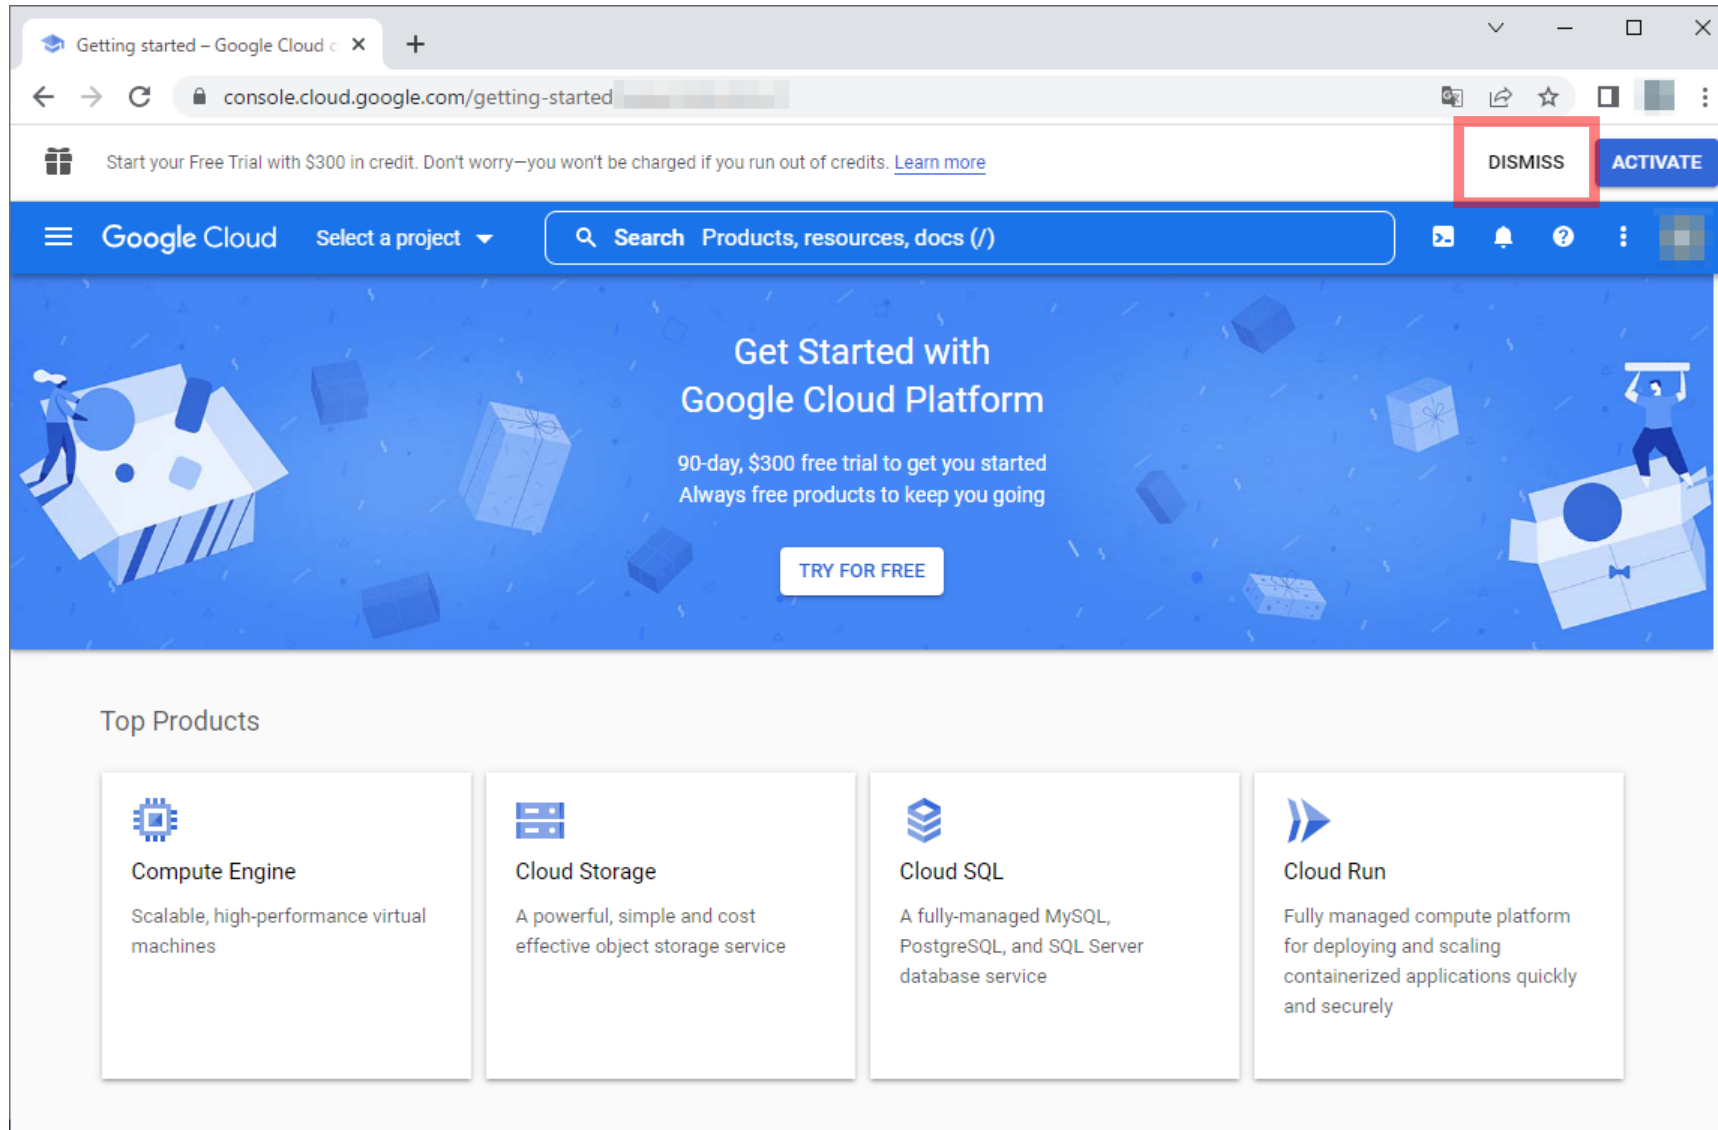 Getting started – Google Cloud c
console.cloud.google.com/getting-started
Start your Free Trial with $300 in credit. Don't worry—you won't be charged if you run out of credits. Learn more
DISMISS
ACTIVATE
Google Cloud
Select a project
Search Products, resources, docs (/)
Get Started with
Google Cloud Platform
90-day, $300 free trial to get you started
Always free products to keep you going
TRY FOR FREE
Top Products
Compute Engine
Scalable, high-performance virtual
machines
Cloud Storage
A powerful, simple and cost
effective object storage service
Cloud SQL
A fully-managed MySQL,
PostgreSQL, and SQL Server
database service
Cloud Run
Fully managed compute platform
for deploying and scaling
containerized applications quickly
and securely